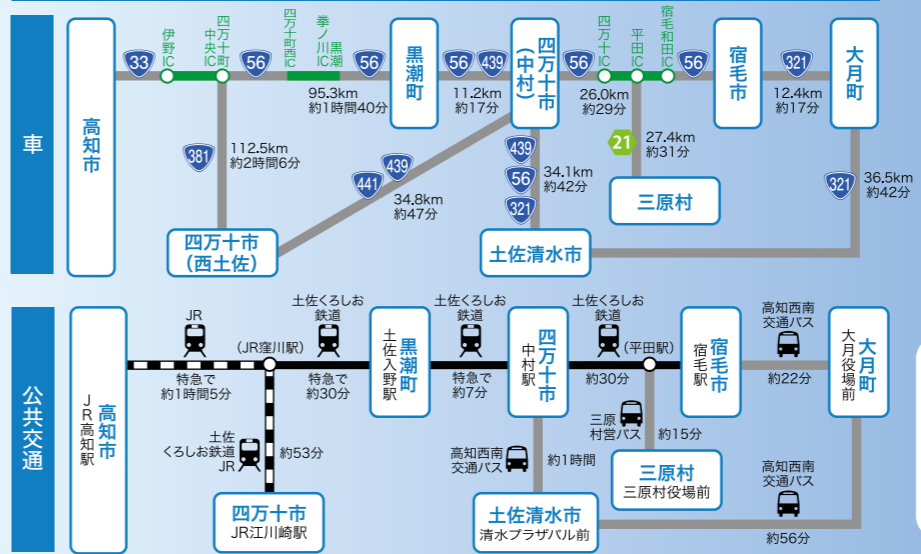 車
高知市
33
伊野IC
四万十町中央IC
56
四万十町西IC
拳ノ川IC
黒潮IC
56
95.3km
約1時間40分
黒潮町
56
439
11.2km
約17分
四万十市
(中村)
56
四万十IC
平田IC
宿毛和田IC
26.0km
約29分
56
宿毛市
321
12.4km
約17分
大月町
381
112.5km
約2時間6分
441
439
34.8km
約47分
四万十市
(西土佐)
439
56
321
34.1km
約42分
21
27.4km
約31分
三原村
321
36.5km
約42分
土佐清水市
公共交通
高知市
JR高知駅
JR
特急で
約1時間5分
(JR窪川駅)
土佐くろしお
鉄道
特急で
約30分
黒潮町
土佐入野駅
土佐くろしお
鉄道
特急で
約7分
四万十市
中村駅
土佐くろしお
鉄道
約30分
(平田駅)
宿毛市
宿毛駅
高知西南
交通バス
約22分
大月町
大月役場前
土佐
くろしお
鉄道
JR
約53分
四万十市
JR江川崎駅
高知西南
交通バス
約1時間
三原
村営バス
約15分
三原村
三原村役場前
土佐清水市
清水プラザパル前
高知西南
交通バス
約56分